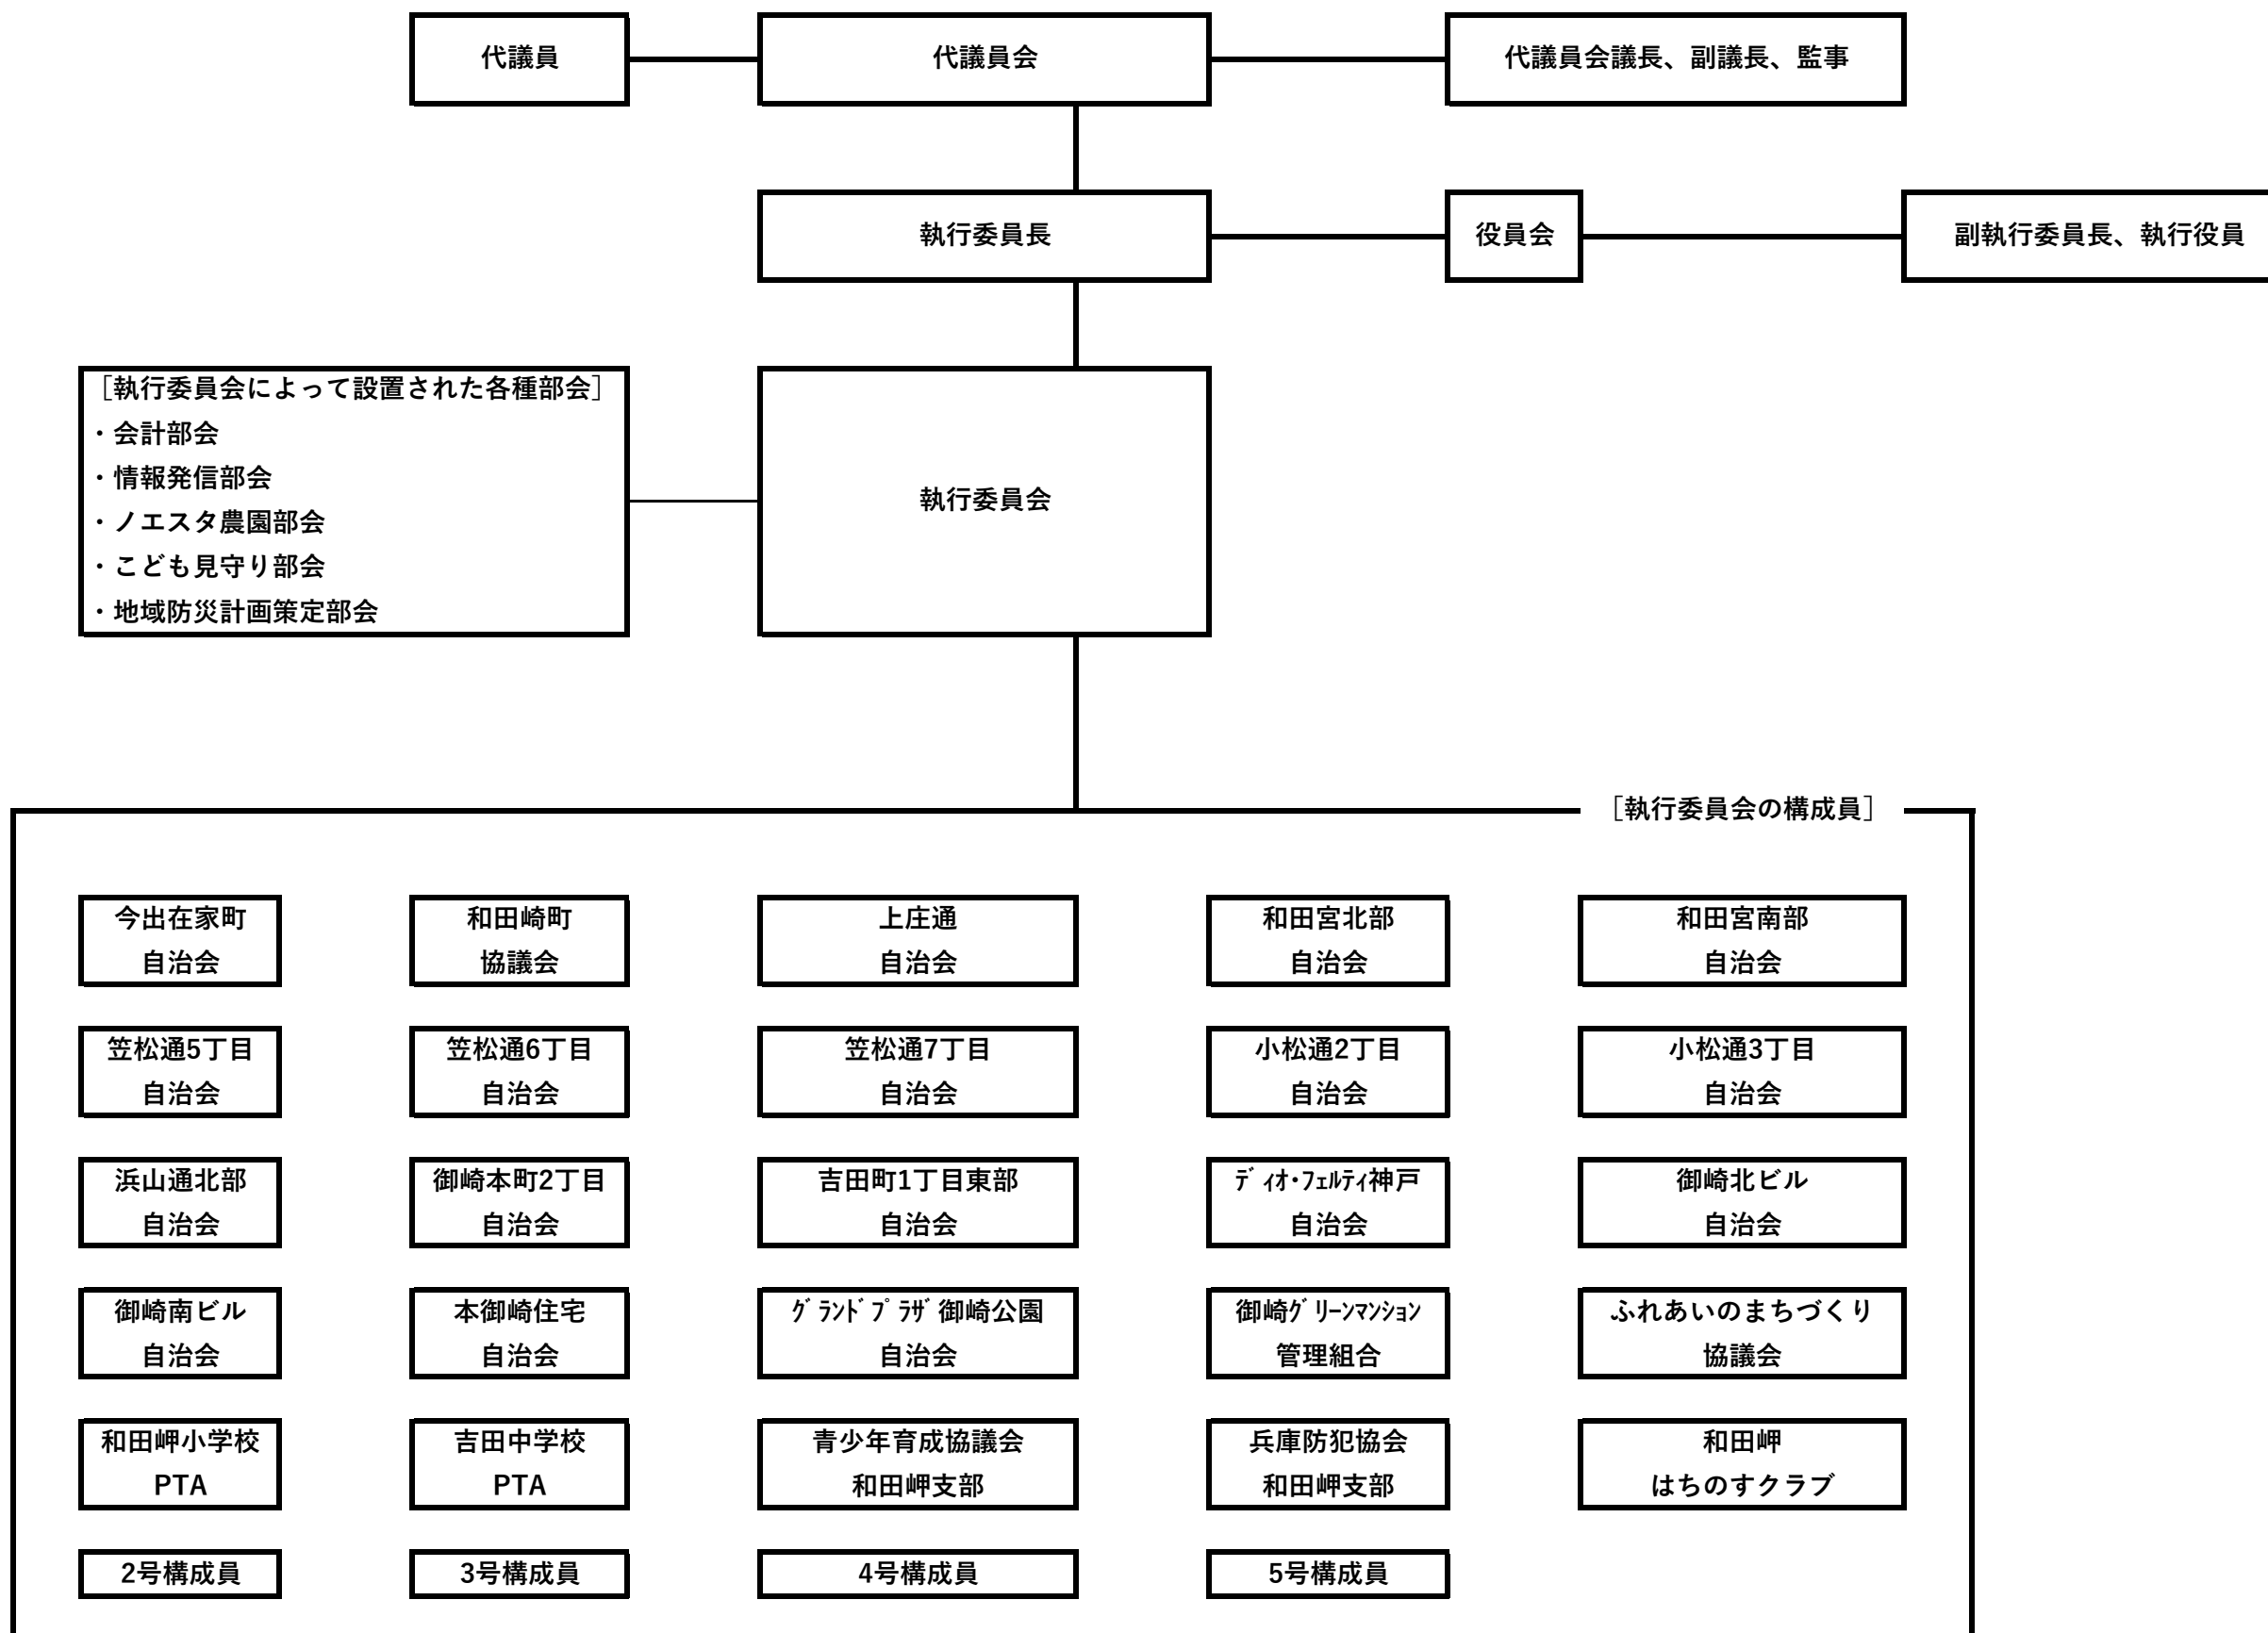 代議員
代議員会
代議員会議長、副議長、監事
執行委員長
役員会
副執行委員長、執行役員
［執行委員会によって設置された各種部会］
・会計部会
・情報発信部会
・ノエスタ農園部会
・こども見守り部会
・地域防災計画策定部会
執行委員会
［執行委員会の構成員］
今出在家町
自治会
和田崎町
協議会
上庄通
自治会
和田宮北部
自治会
和田宮南部
自治会
笠松通5丁目
自治会
笠松通6丁目
自治会
笠松通7丁目
自治会
小松通2丁目
自治会
小松通3丁目
自治会
浜山通北部
自治会
御崎本町2丁目
自治会
吉田町1丁目東部
自治会
ﾃﾞｨｵ・ﾌｪﾙﾃｨ神戸
自治会
御崎北ビル
自治会
御崎南ビル
自治会
本御崎住宅
自治会
ｸﾞﾗﾝﾄﾞﾌﾟﾗｻﾞ御崎公園
自治会
御崎ｸﾞﾘｰﾝﾏﾝｼｮﾝ
管理組合
ふれあいのまちづくり
協議会
和田岬小学校
PTA
吉田中学校
PTA
青少年育成協議会
和田岬支部
兵庫防犯協会
和田岬支部
和田岬
はちのすクラブ
2号構成員
3号構成員
4号構成員
5号構成員